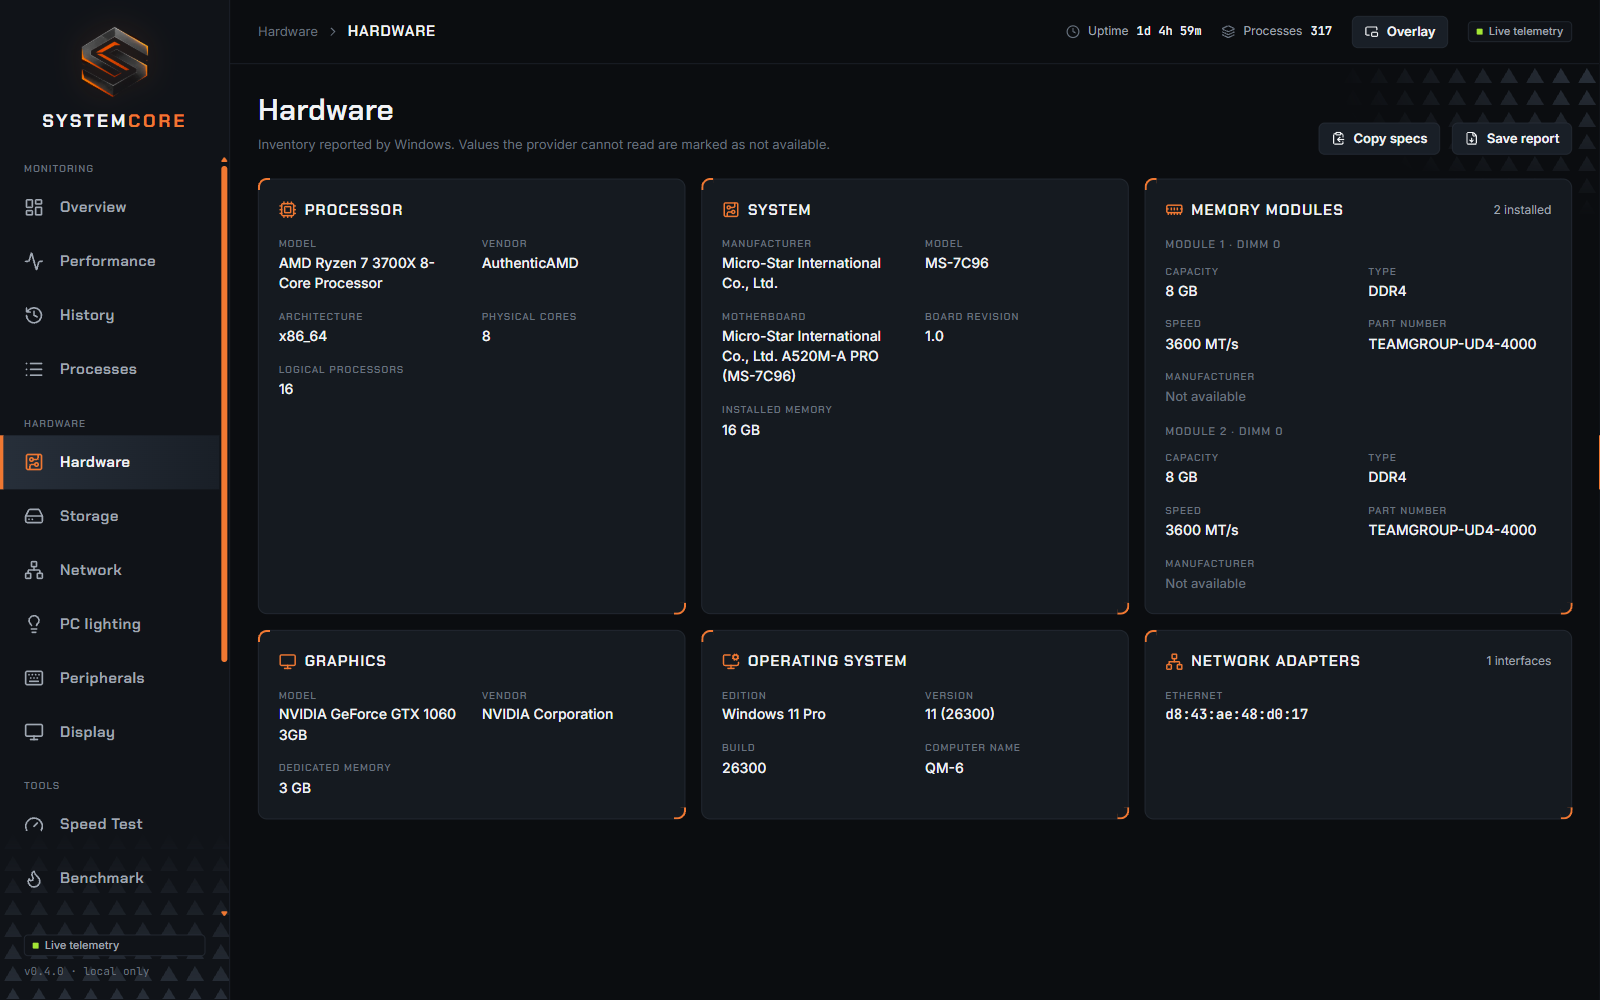 SYSTEMCORE
MONITORING
Overview
Performance
History
Processes
HARDWARE
Hardware
Storage
Network
PC lighting
Peripherals
Display
TOOLS
Speed Test
Benchmark
Live telemetry
v0.4.0 · local only
Hardware > HARDWARE
Uptime 1d 4h 59m
Processes 317
Overlay
Live telemetry
Hardware
Inventory reported by Windows. Values the provider cannot read are marked as not available.
Copy specs
Save report
PROCESSOR
MODEL
AMD Ryzen 7 3700X 8-
Core Processor
VENDOR
AuthenticAMD
ARCHITECTURE
x86_64
PHYSICAL CORES
8
LOGICAL PROCESSORS
16
SYSTEM
MANUFACTURER
Micro-Star International
Co., Ltd.
MODEL
MS-7C96
MOTHERBOARD
Micro-Star International
Co., Ltd. A520M-A PRO
(MS-7C96)
BOARD REVISION
1.0
INSTALLED MEMORY
16 GB
MEMORY MODULES
2 installed
MODULE 1 · DIMM 0
CAPACITY
8 GB
TYPE
DDR4
SPEED
3600 MT/s
PART NUMBER
TEAMGROUP-UD4-4000
MANUFACTURER
Not available
MODULE 2 · DIMM 0
CAPACITY
8 GB
TYPE
DDR4
SPEED
3600 MT/s
PART NUMBER
TEAMGROUP-UD4-4000
MANUFACTURER
Not available
GRAPHICS
MODEL
NVIDIA GeForce GTX 1060
3GB
VENDOR
NVIDIA Corporation
DEDICATED MEMORY
3 GB
OPERATING SYSTEM
EDITION
Windows 11 Pro
VERSION
11 (26300)
BUILD
26300
COMPUTER NAME
QM-6
NETWORK ADAPTERS
1 interfaces
ETHERNET
d8:43:ae:48:d0:17